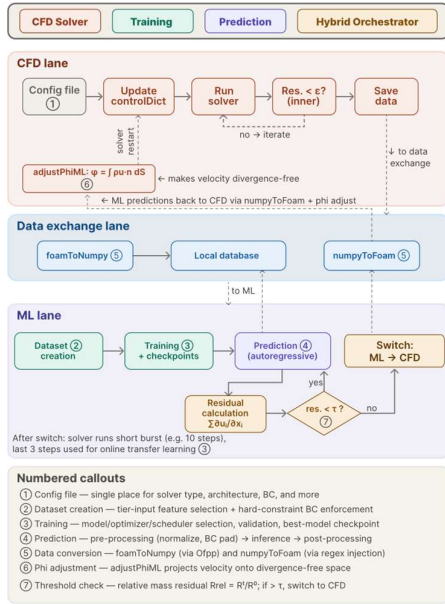 CFD Solver
Training
Prediction
Hybrid Orchestrator
CFD lane
Config file
①
Update
controlDict
Run
solver
Res. < ε?
(inner)
Save
data
no → iterate
solver
restart
↓ to data
exchange
adjustPhiML: φ = ∫ ρu·n dS
⑥
← makes velocity divergence-free
← ML predictions back to CFD via numpyToFoam + phi adjust
Data exchange lane
foamToNumpy ⑤
Local database
numpyToFoam ⑤
to ML
ML lane
Dataset ②
creation
Training ③
+ checkpoints
Prediction ④
(autoregressive)
Switch:
ML → CFD
yes
Residual
calculation
∑∂uᵢ/∂xᵢ
res. < τ ?
⑦
no
After switch: solver runs short burst (e.g. 10 steps),
last 3 steps used for online transfer learning ③
Numbered callouts
① Config file — single place for solver type, architecture, BC, and more
② Dataset creation — tier-input feature selection + hard-constraint BC enforcement
③ Training — model/optimizer/scheduler selection, validation, best-model checkpoint
④ Prediction — pre-processing (normalize, BC pad) → inference → post-processing
⑤ Data conversion — foamToNumpy (via Ofpp) and numpyToFoam (via regex injection)
⑥ Phi adjustment — adjustPhiML projects velocity onto divergence-free space
⑦ Threshold check — relative mass residual Rrel = Rᵗ/R⁰; if > τ, switch to CFD